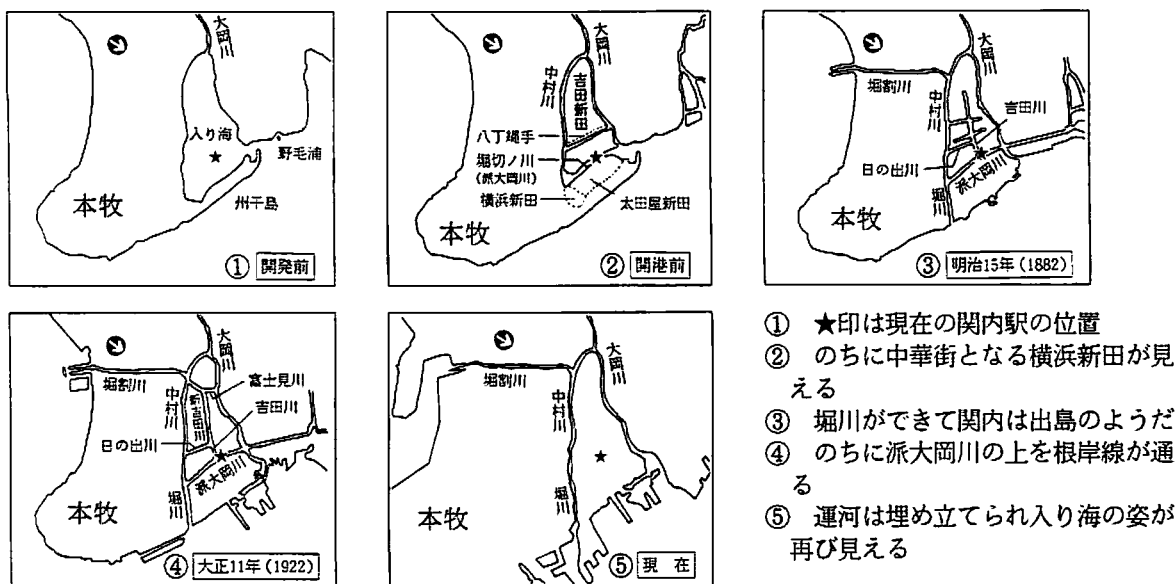 大岡川
入り海
★
野毛浦
州干島
本牧
① 開発前
大岡川
中村川
吉田新田
八丁縄手
堀切ノ川
(派大岡川)
横浜新田
太田屋新田
本牧
② 開港前
大岡川
堀割川
中村川
吉田川
日の出川
派大岡川
堀川
本牧
③ 明治15年(1882)
大岡川
堀割川
中村川
富士見川
新吉田川
吉田川
日の出川
派大岡川
堀川
本牧
④ 大正11年(1922)
大岡川
堀割川
中村川
堀川
本牧
⑤ 現在
① ★印は現在の関内駅の位置
② のちに中華街となる横浜新田が見
える
③ 堀川ができて関内は出島のようだ
④ のちに派大岡川の上を根岸線が通
る
⑤ 運河は埋め立てられ入り海の姿が
再び見える